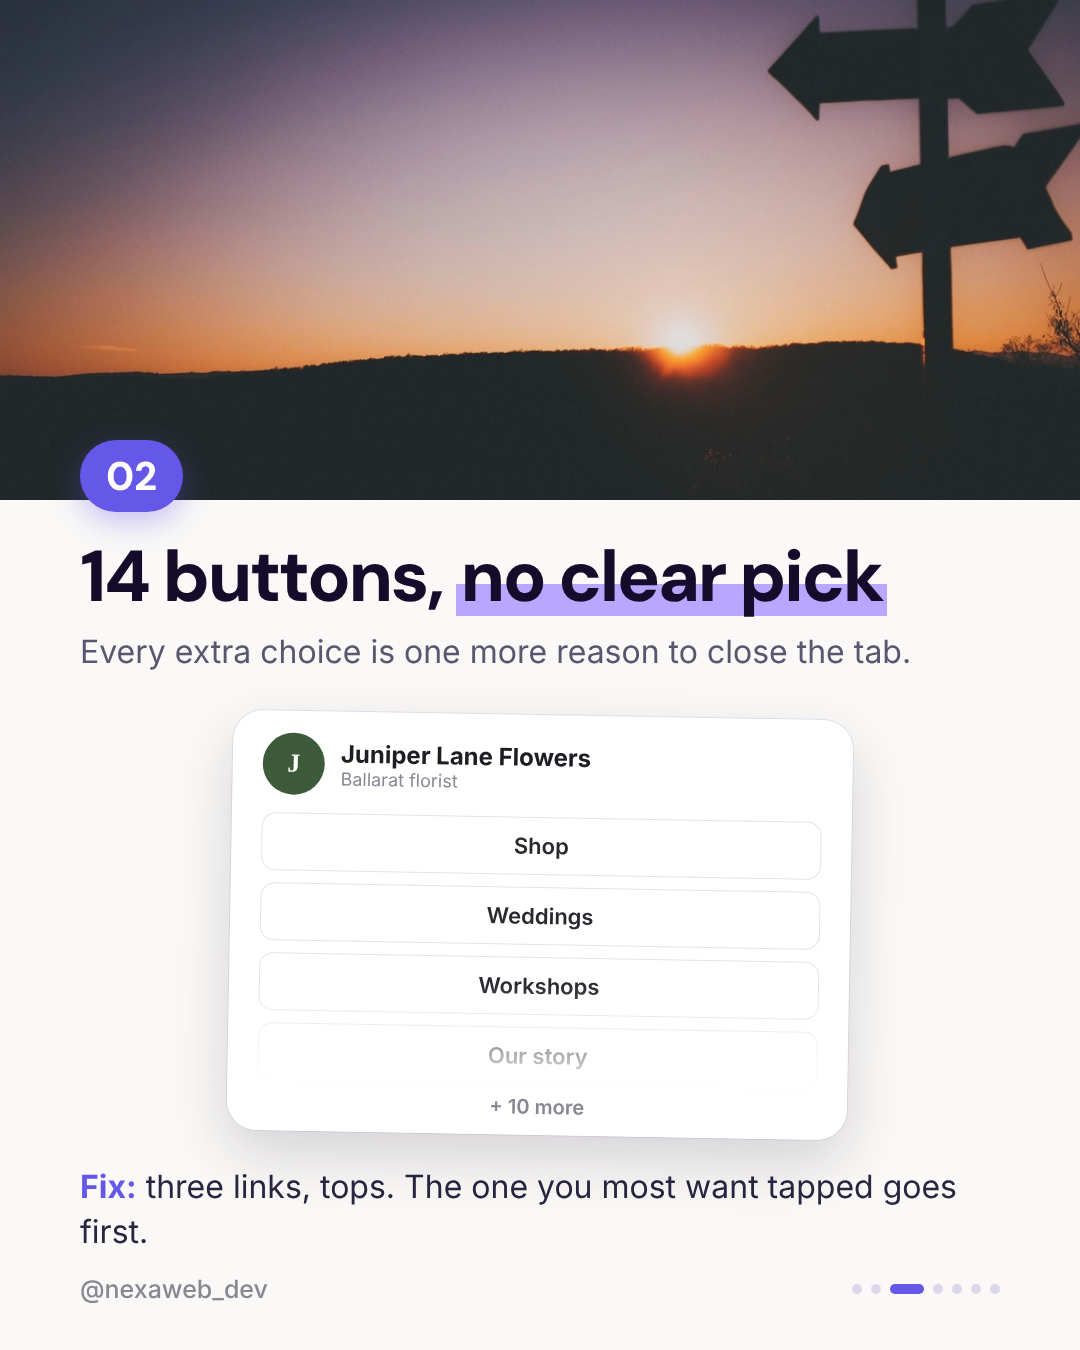 02
14 buttons, no clear pick
Every extra choice is one more reason to close the tab.
J
Juniper Lane Flowers
Ballarat florist
Shop
Weddings
Workshops
Our story
+ 10 more
Fix: three links, tops. The one you most want tapped goes
first.
@nexaweb_dev